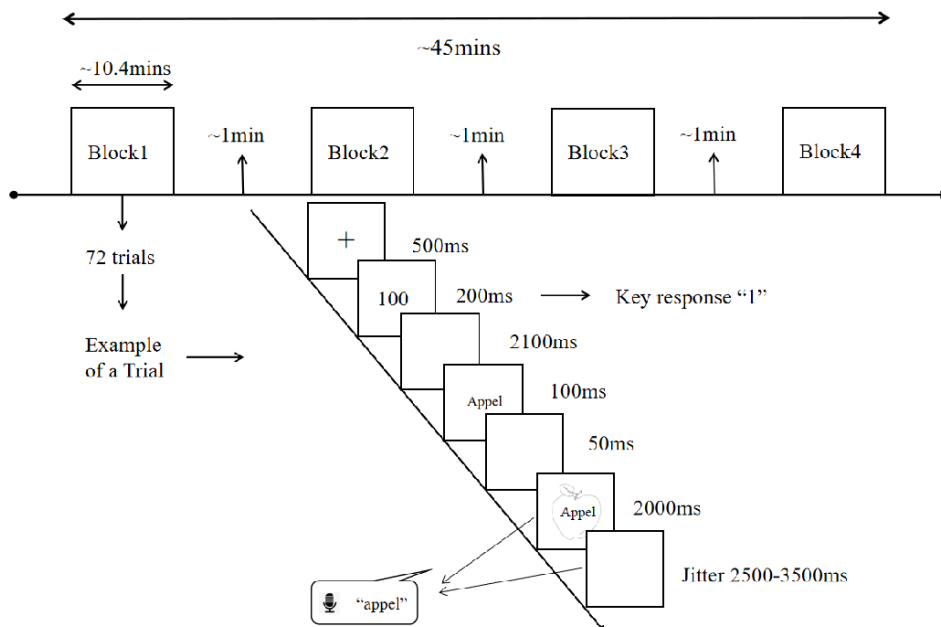 ~45mins
~10.4mins
Block1
~1min
Block2
~1min
Block3
~1min
Block4
72 trials
Example
of a Trial
+
500ms
100
200ms
Key response “1”
2100ms
Appel
100ms
50ms
Appel
2000ms
Jitter 2500-3500ms
“appel”